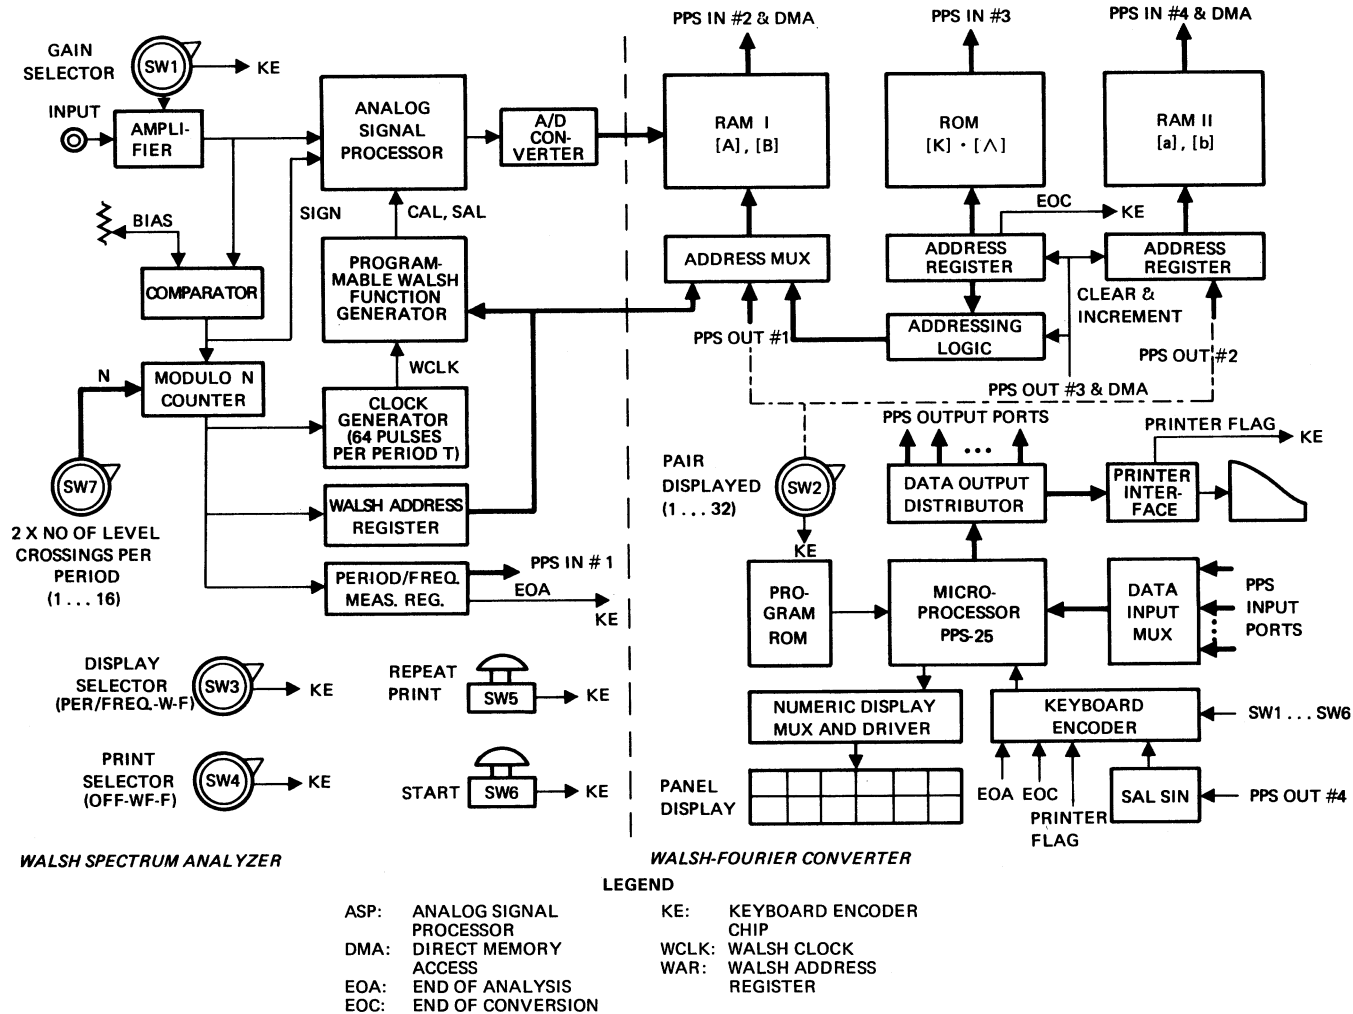 PPS IN #2 & DMA
PPS IN #3
PPS IN #4 & DMA
GAIN
SELECTOR
SW1
KE
INPUT
AMPLI-
FIER
ANALOG
SIGNAL
PROCESSOR
A/D
CON-
VERTER
RAM I
[A], [B]
ROM
[K] · [Λ]
RAM II
[a], [b]
BIAS
SIGN
CAL, SAL
EOC
KE
COMPARATOR
PROGRAM-
MABLE WALSH
FUNCTION
GENERATOR
ADDRESS MUX
ADDRESS
REGISTER
ADDRESS
REGISTER
CLEAR &
INCREMENT
ADDRESSING
LOGIC
PPS OUT #1
PPS OUT #2
PPS OUT #3 & DMA
N
MODULO N
COUNTER
WCLK
CLOCK
GENERATOR
(64 PULSES
PER PERIOD T)
SW7
2 X NO OF LEVEL
CROSSINGS PER
PERIOD
(1 . . . 16)
WALSH ADDRESS
REGISTER
PERIOD/FREQ.
MEAS. REG.
PPS IN # 1
EOA
KE
PAIR
DISPLAYED
(1 . . . 32)
SW2
KE
PPS OUTPUT PORTS
DATA OUTPUT
DISTRIBUTOR
PRINTER FLAG
KE
PRINTER
INTER-
FACE
PRO-
GRAM
ROM
MICRO-
PROCESSOR
PPS-25
DATA
INPUT
MUX
PPS
INPUT
PORTS
DISPLAY
SELECTOR
(PER/FREQ.-W-F)
SW3
KE
REPEAT
PRINT
SW5
KE
NUMERIC DISPLAY
MUX AND DRIVER
KEYBOARD
ENCODER
SW1 . . . SW6
PRINT
SELECTOR
(OFF-WF-F)
SW4
KE
START
SW6
KE
PANEL
DISPLAY
EOA
EOC
PRINTER
FLAG
SAL SIN
PPS OUT #4
WALSH SPECTRUM ANALYZER
WALSH-FOURIER CONVERTER
LEGEND
ASP: ANALOG SIGNAL
PROCESSOR
DMA: DIRECT MEMORY
ACCESS
EOA: END OF ANALYSIS
EOC: END OF CONVERSION
KE: KEYBOARD ENCODER
CHIP
WCLK: WALSH CLOCK
WAR: WALSH ADDRESS
REGISTER